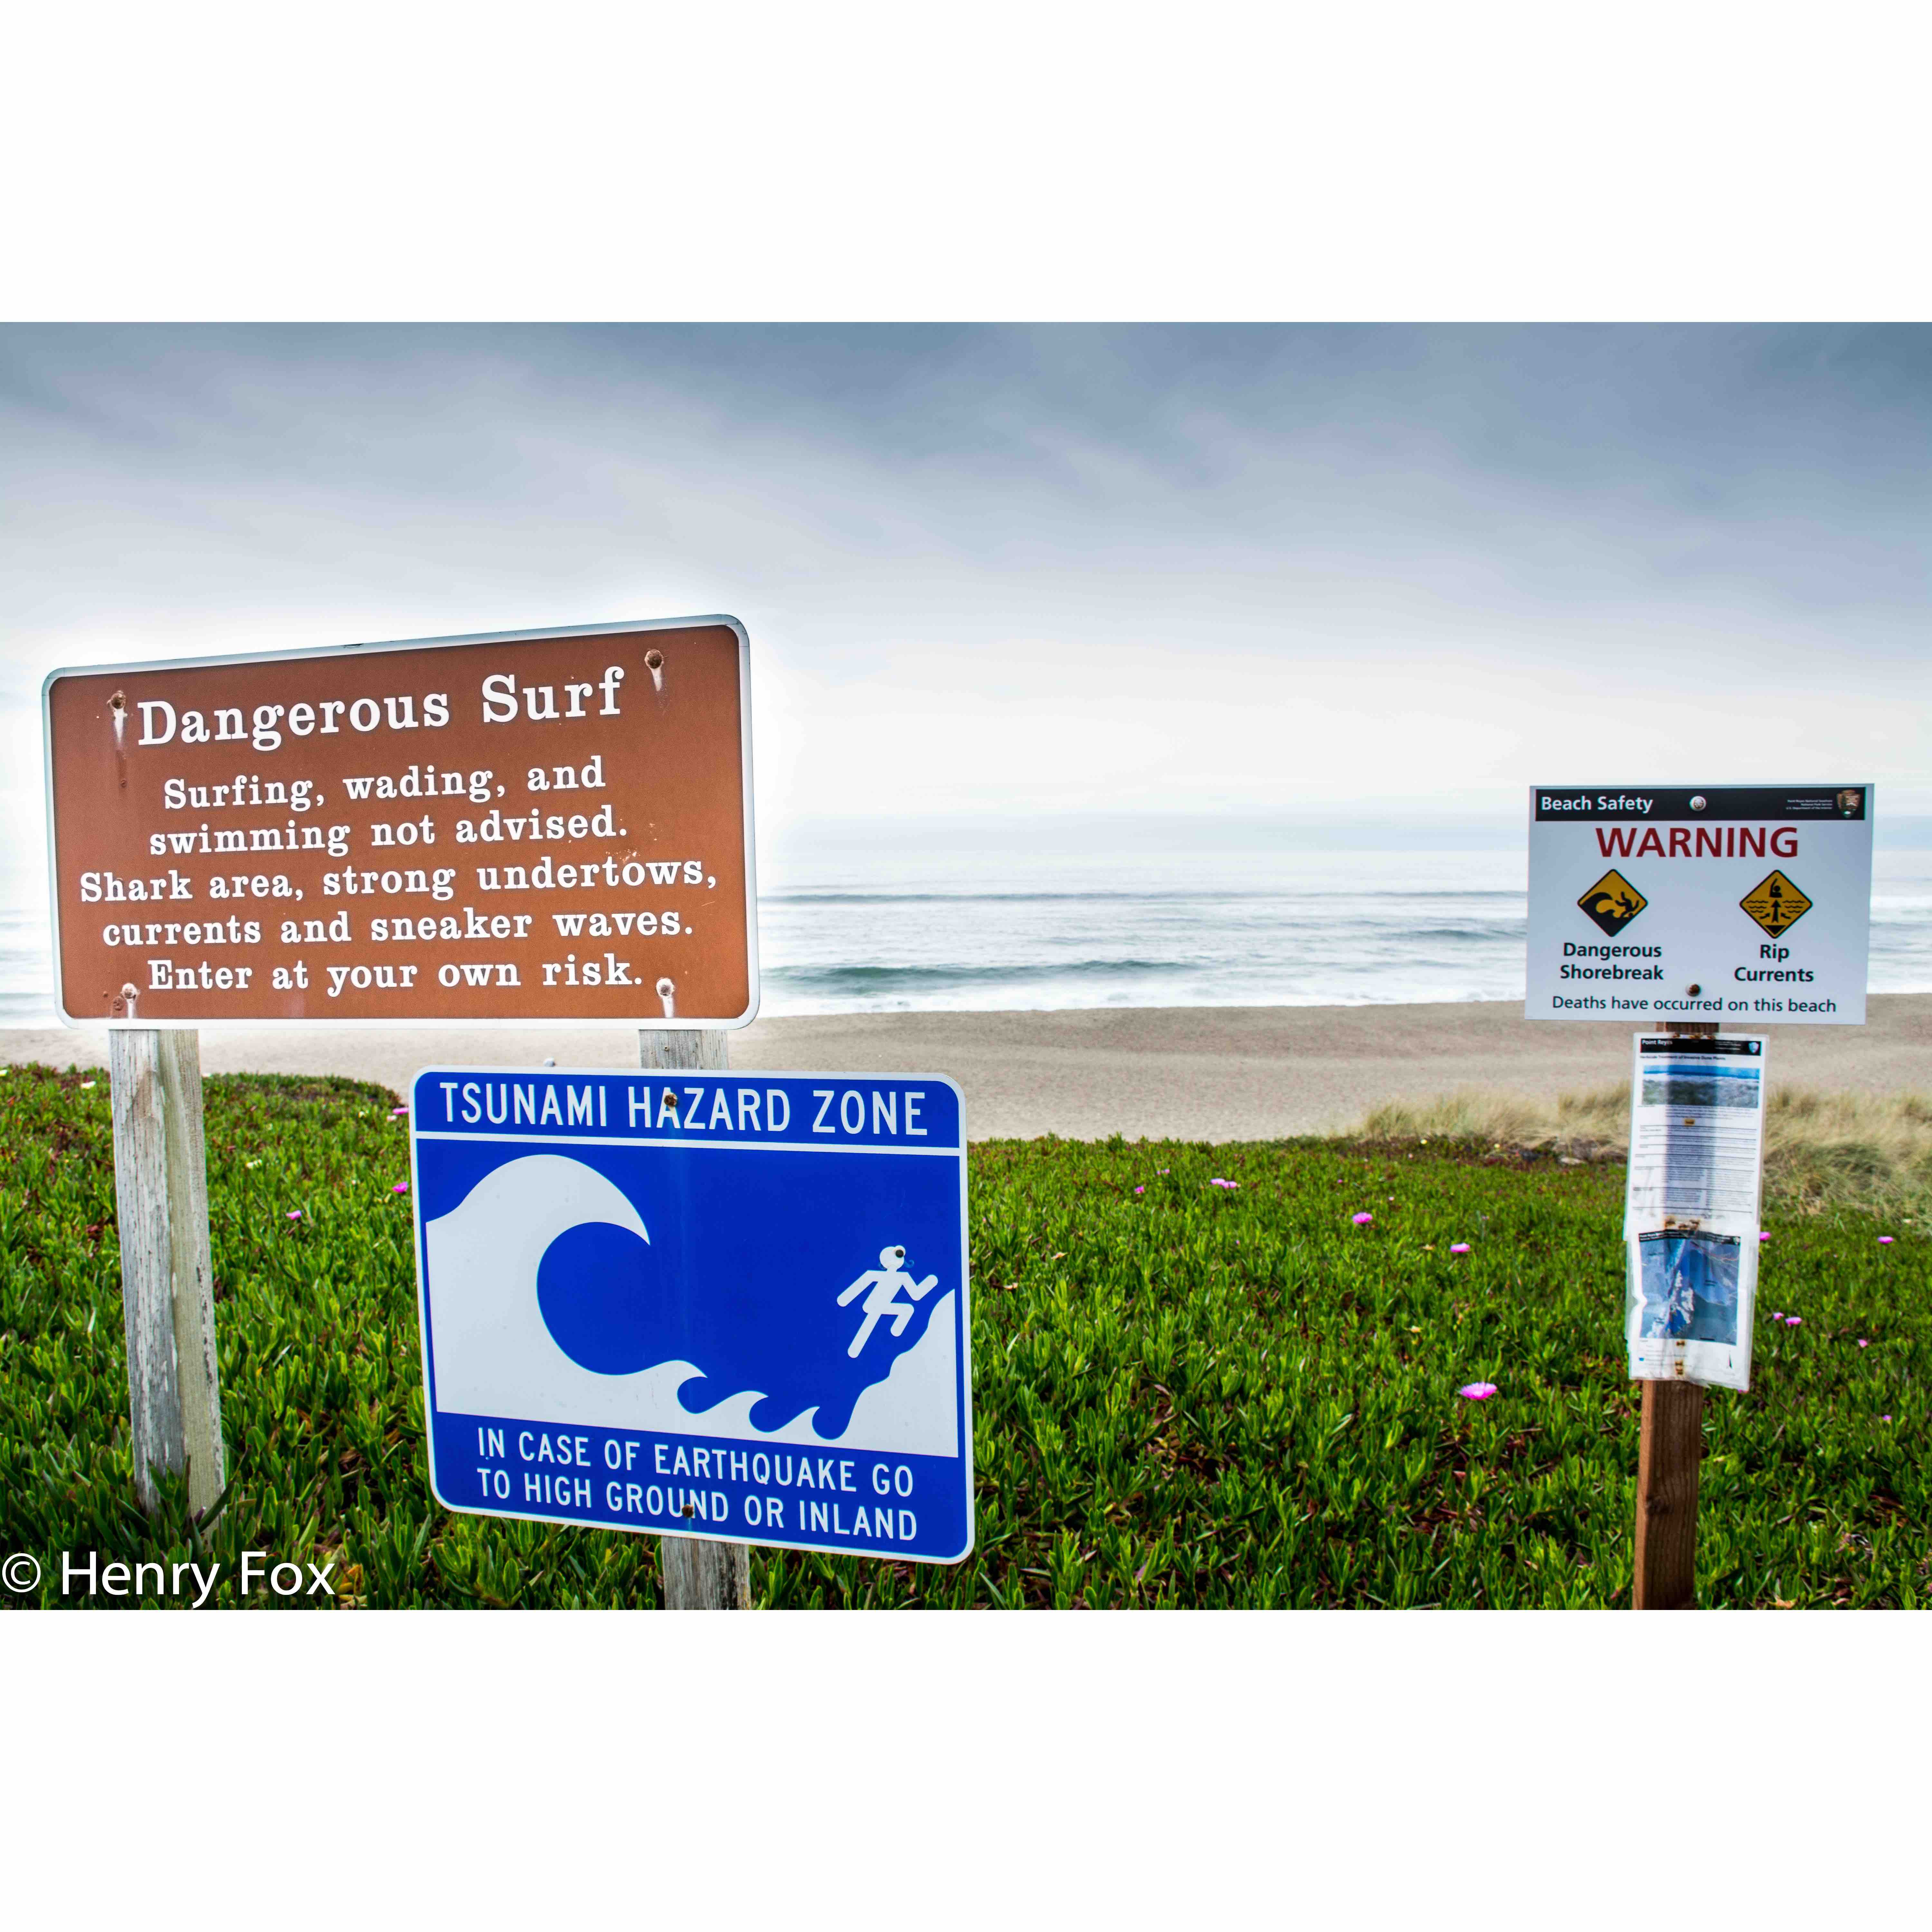 Dangerous Surf
Surfing, wading, and
swimming not advised.
Shark area, strong undertows,
currents and sneaker waves.
Enter at your own risk.
TSUNAMI HAZARD ZONE
IN CASE OF EARTHQUAKE GO
TO HIGH GROUND OR INLAND
Beach Safety
WARNING
Dangerous
Shorebreak
Rip
Currents
Deaths have occurred on this beach
Point Reyes
© Henry Fox